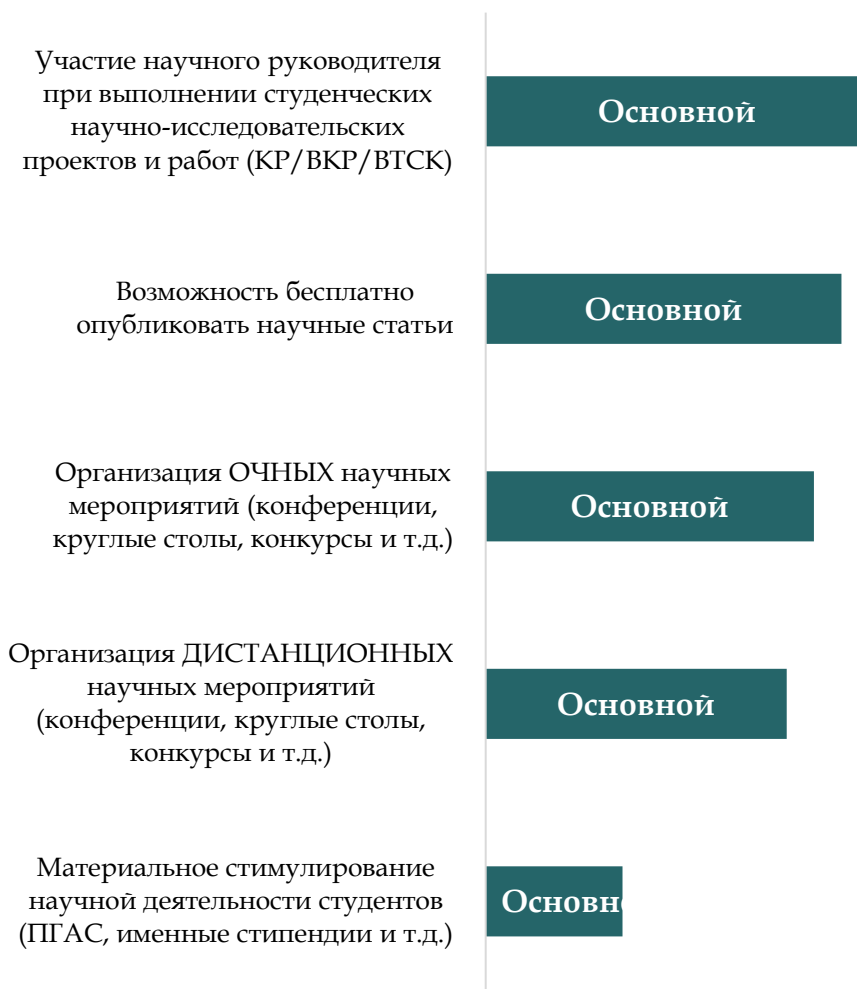 Участие научного руководителя
при выполнении студенческих
научно-исследовательских
проектов и работ (КР/ВКР/ВТСК)
Основной
Возможность бесплатно
опубликовать научные статьи
Основной
Организация ОЧНЫХ научных
мероприятий (конференции,
круглые столы, конкурсы и т.д.)
Основной
Организация ДИСТАНЦИОННЫХ
научных мероприятий
(конференции, круглые столы,
конкурсы и т.д.)
Основной
Материальное стимулирование
научной деятельности студентов
(ПГАС, именные стипендии и т.д.)
Основн